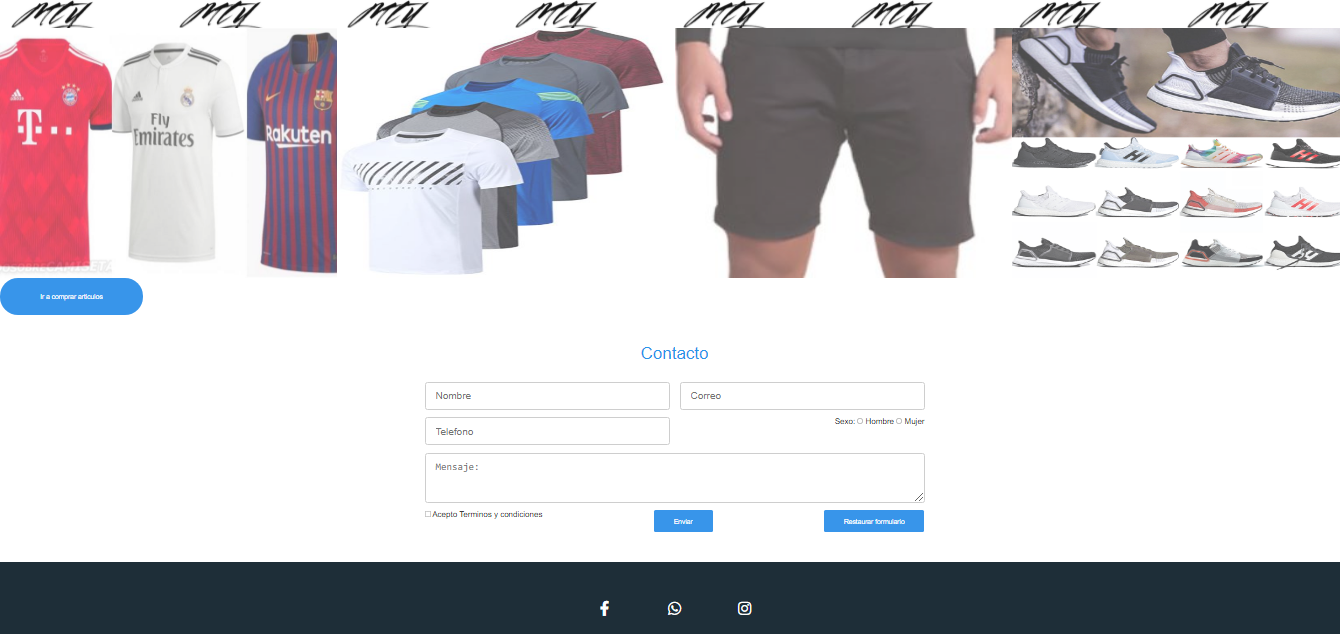 Mty Mty Mty Mty Mty Mty Mty Mty
T..
Fly
Emirates
Rakuten
Ir a comprar articulos
Contacto
Nombre
Correo
Sexo: Hombre Mujer
Telefono
Mensaje:
Acepto Terminos y condiciones
Enviar
Restaurar formulario